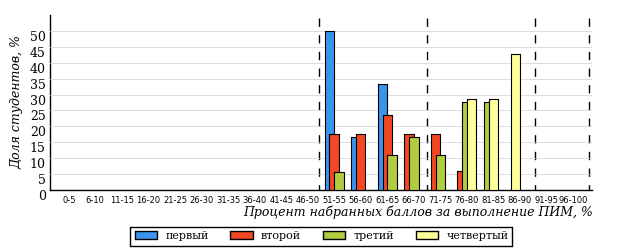 Доля студентов, %
50
45
40
35
30
25
20
15
10
5
0
0-5 6-10 11-15 16-20 21-25 26-30 31-35 36-40 41-45 46-50 51-55 56-60 61-65 66-70 71-75 76-80 81-85 86-90 91-95 96-100
Процент набранных баллов за выполнение ПИМ, %
первый второй третий четвертый